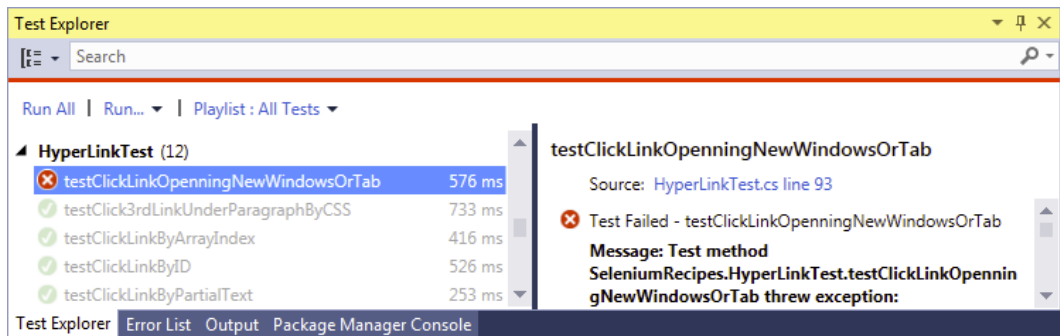 Test Explorer
Search
Run All | Run... | Playlist : All Tests
HyperLinkTest (12)
testClickLinkOpenningNewWindowsOrTab 576 ms
testClick3rdLinkUnderParagraphByCSS 733 ms
testClickLinkByArrayIndex 416 ms
testClickLinkByID 526 ms
testClickLinkByPartialText 253 ms
testClickLinkOpenningNewWindowsOrTab
Source: HyperLinkTest.cs line 93
Test Failed - testClickLinkOpenningNewWindowsOrTab
Message: Test method
SeleniumRecipes.HyperLinkTest.testClickLinkOpennin
gNewWindowsOrTab threw exception:
Test Explorer Error List Output Package Manager Console